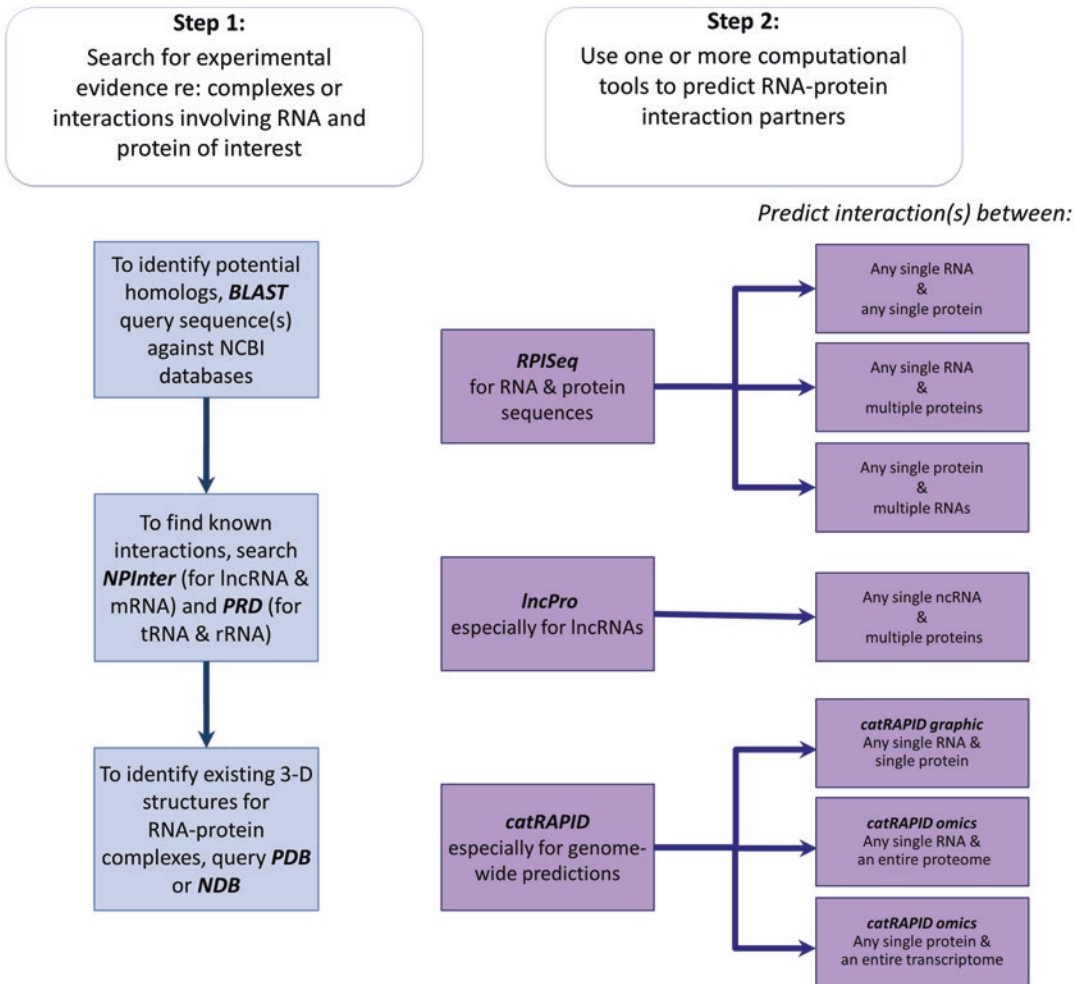 Step 1:
Search for experimental
evidence re: complexes or
interactions involving RNA and
protein of interest
Step 2:
Use one or more computational
tools to predict RNA-protein
interaction partners
To identify potential
homologs, BLAST
query sequence(s)
against NCBI
databases
To find known
interactions, search
NPInter (for lncRNA &
mRNA) and PRD (for
tRNA & rRNA)
To identify existing 3-D
structures for
RNA-protein
complexes, query PDB
or NDB
Predict interaction(s) between:
RPISeq
for RNA & protein
sequences
Any single RNA
&
any single protein
Any single RNA
&
multiple proteins
Any single protein
&
multiple RNAs
lncPro
especially for lncRNAs
Any single ncRNA
&
multiple proteins
catRAPID
especially for genome-
wide predictions
catRAPID graphic
Any single RNA &
single protein
catRAPID omics
Any single RNA &
an entire proteome
catRAPID omics
Any single protein &
an entire transcriptome